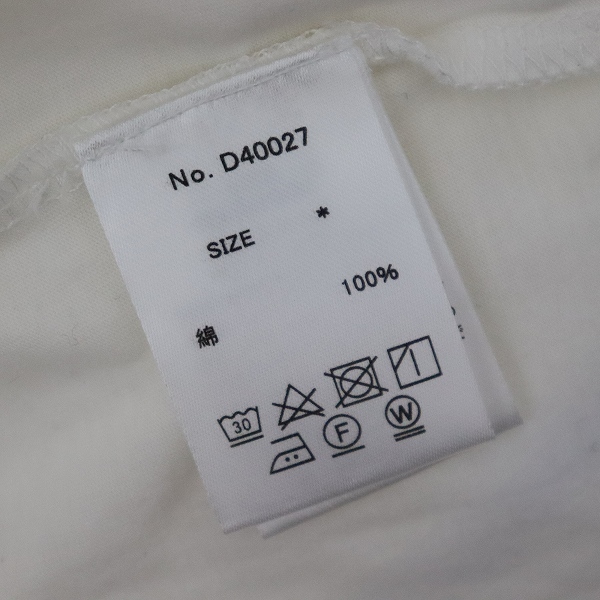 No. D40027
SIZE *
綿 100%
30
F W